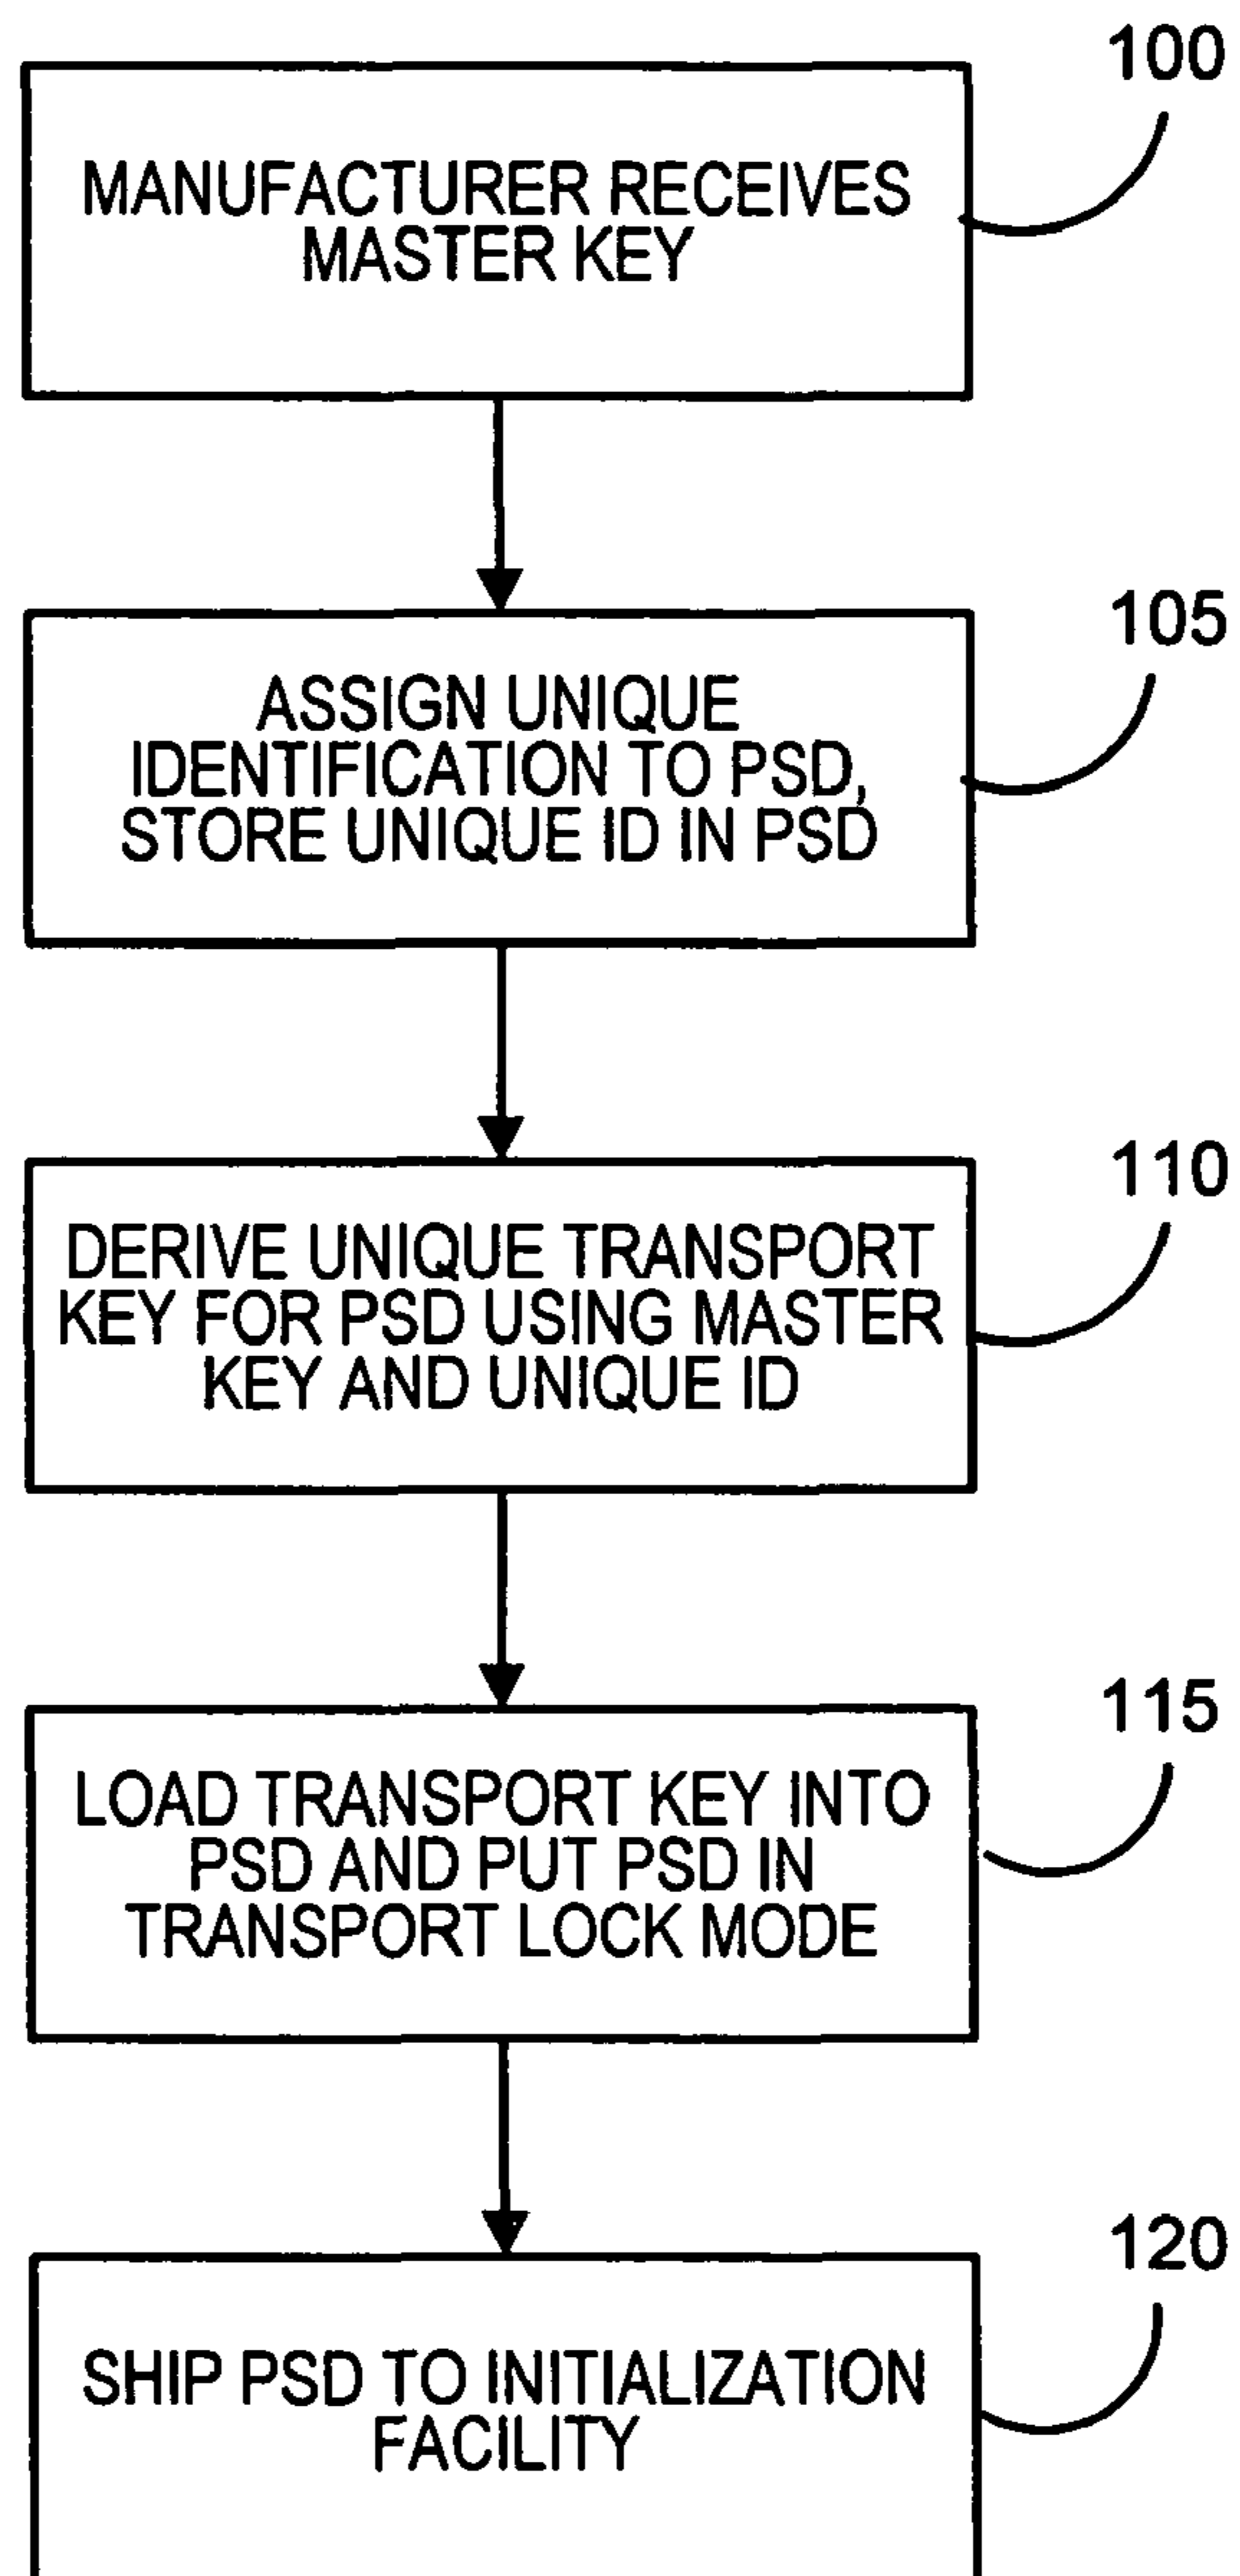 100
MANUFACTURER RECEIVES
MASTER KEY
105
ASSIGN UNIQUE
IDENTIFICATION TO PSD,
STORE UNIQUE ID IN PSD
110
DERIVE UNIQUE TRANSPORT
KEY FOR PSD USING MASTER
KEY AND UNIQUE ID
115
LOAD TRANSPORT KEY INTO
PSD AND PUT PSD IN
TRANSPORT LOCK MODE
120
SHIP PSD TO INITIALIZATION
FACILITY